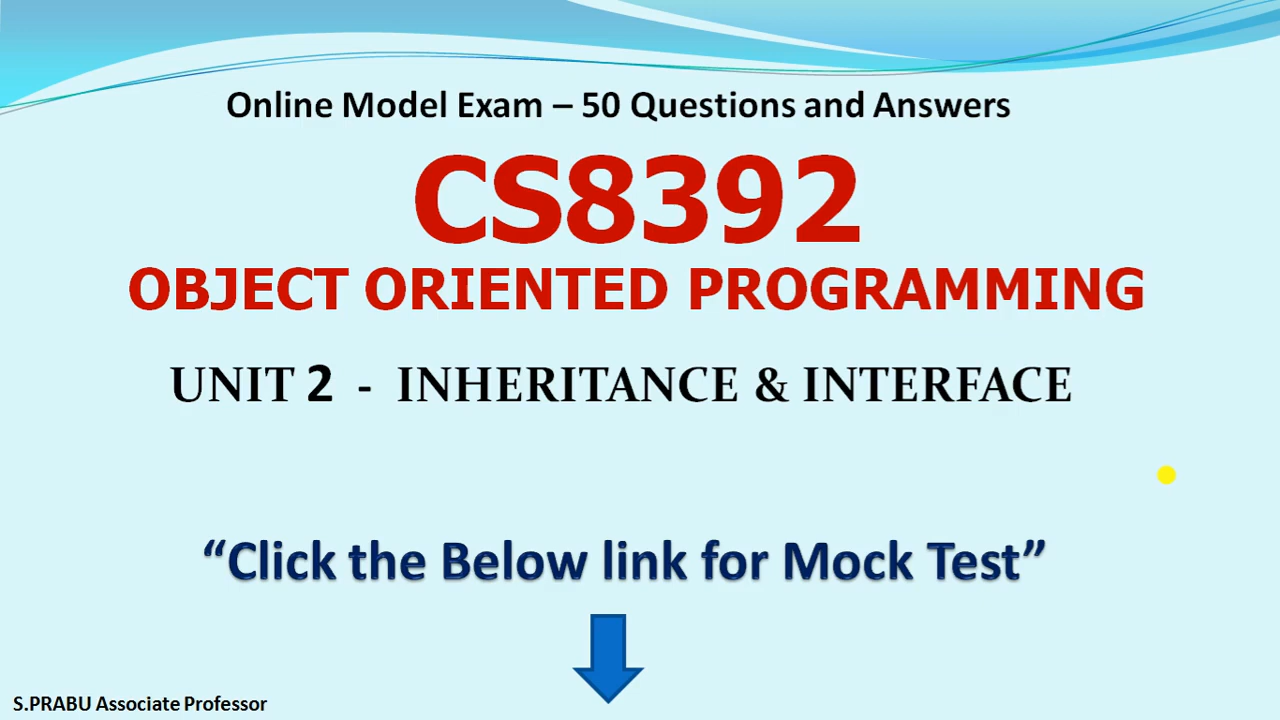 Online Model Exam – 50 Questions and Answers
CS8392
OBJECT ORIENTED PROGRAMMING
UNIT 2 - INHERITANCE & INTERFACE
“Click the Below link for Mock Test”
S.PRABU Associate Professor